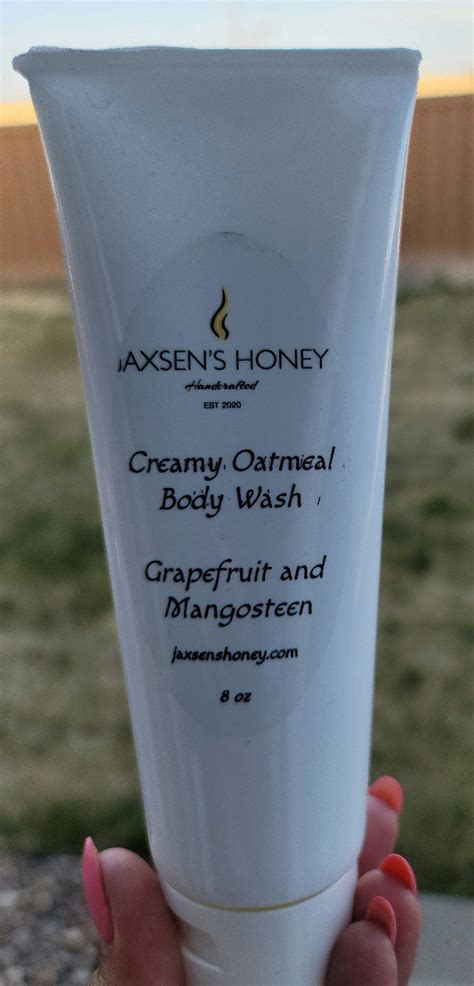 JAXSEN'S HONEY
Handcrafted
EST 2020
Creamy Oatmeal
Body Wash
Grapefruit and
Mangosteen
jaxsenshoney.com
8 oz